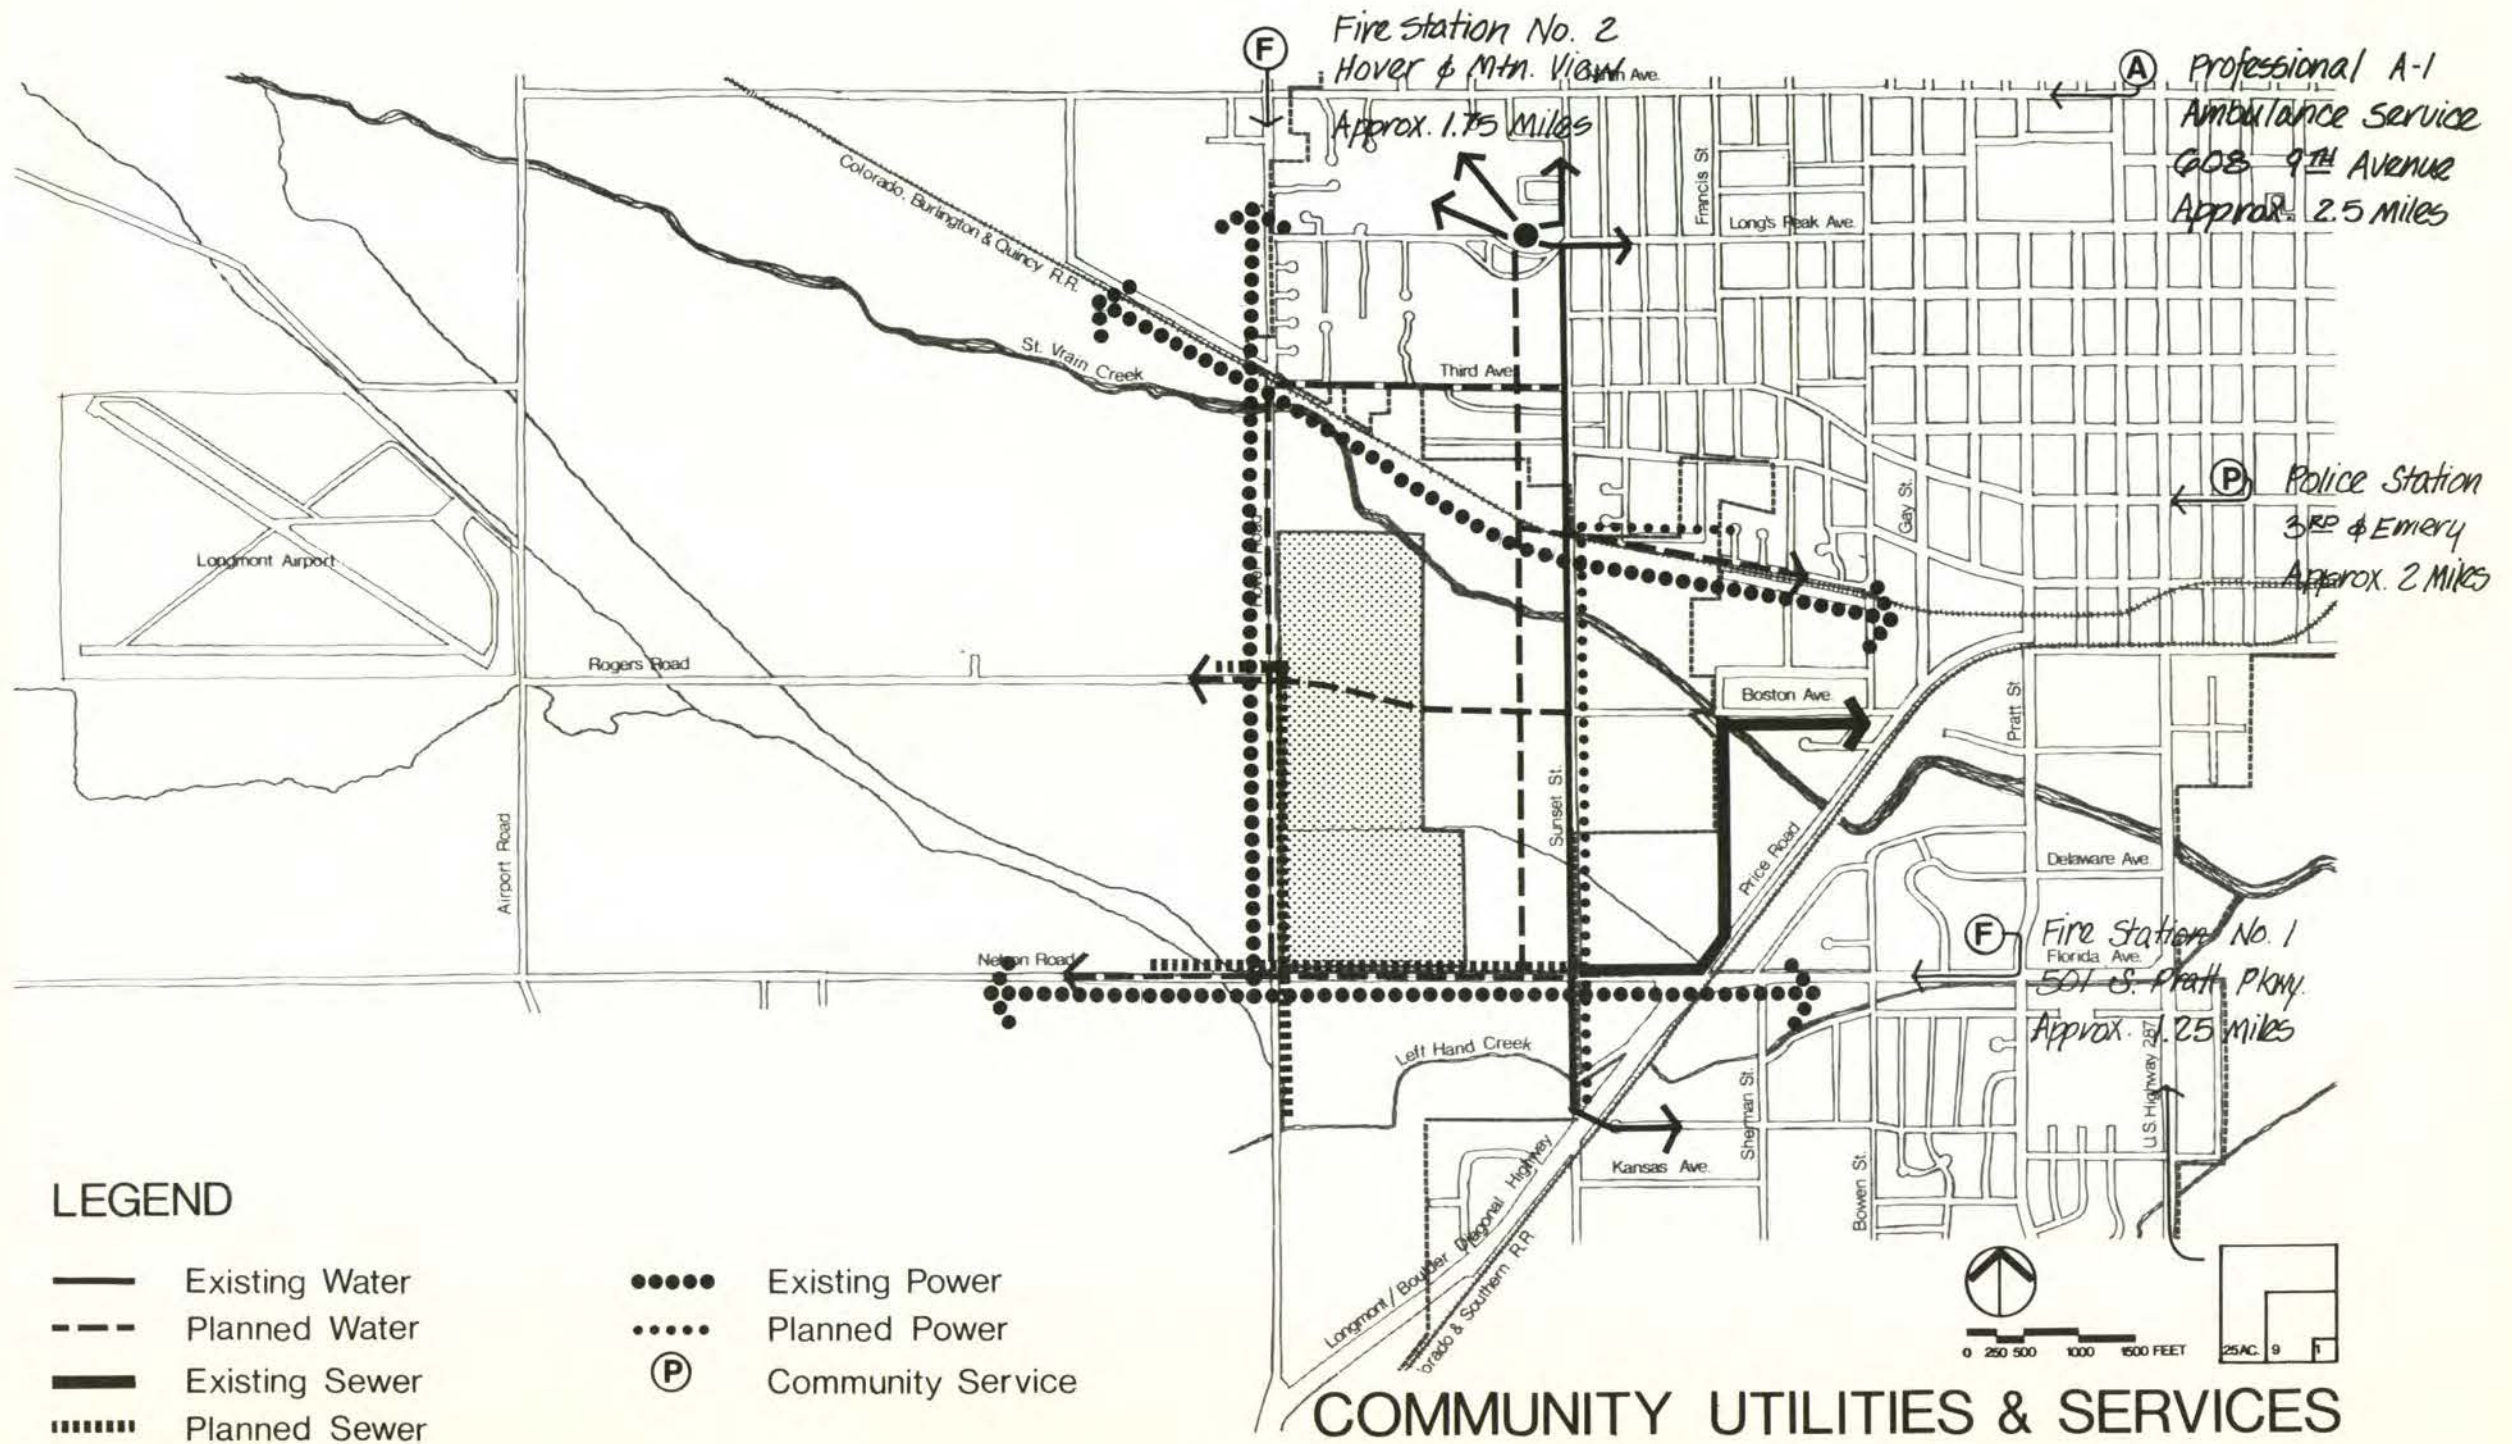 F
Fire Station No. 2
Hover & Mtn. View
Approx. 1.75 Miles
Ninth Ave.
A
Professional A-1
Ambulance Service
608 9TH Avenue
Approx. 2.5 Miles
Colorado, Burlington & Quincy R.R.
Francis St.
Long's Peak Ave.
St. Vrain Creek
Third Ave.
Gay St.
P
Police Station
3RD & Emery
Approx. 2 Miles
Longmont Airport
Rogers Road
Boston Ave.
Pratt St.
Airport Road
Sunset St.
Price Road
Delaware Ave.
Nelson Road
F
Fire Station No. 1
Florida Ave.
501 S. Pratt Pkwy.
Approx. 1.25 Miles
Left Hand Creek
U.S. Highway 287
Sherman St.
Kansas Ave.
Bowen St.
Longmont / Boulder Diagonal Highway
orado & Southern R.R.
LEGEND
Existing Water
Planned Water
Existing Sewer
Planned Sewer
Existing Power
Planned Power
P Community Service
0 250 500 1000 1500 FEET
25AC. 9 1
COMMUNITY UTILITIES & SERVICES